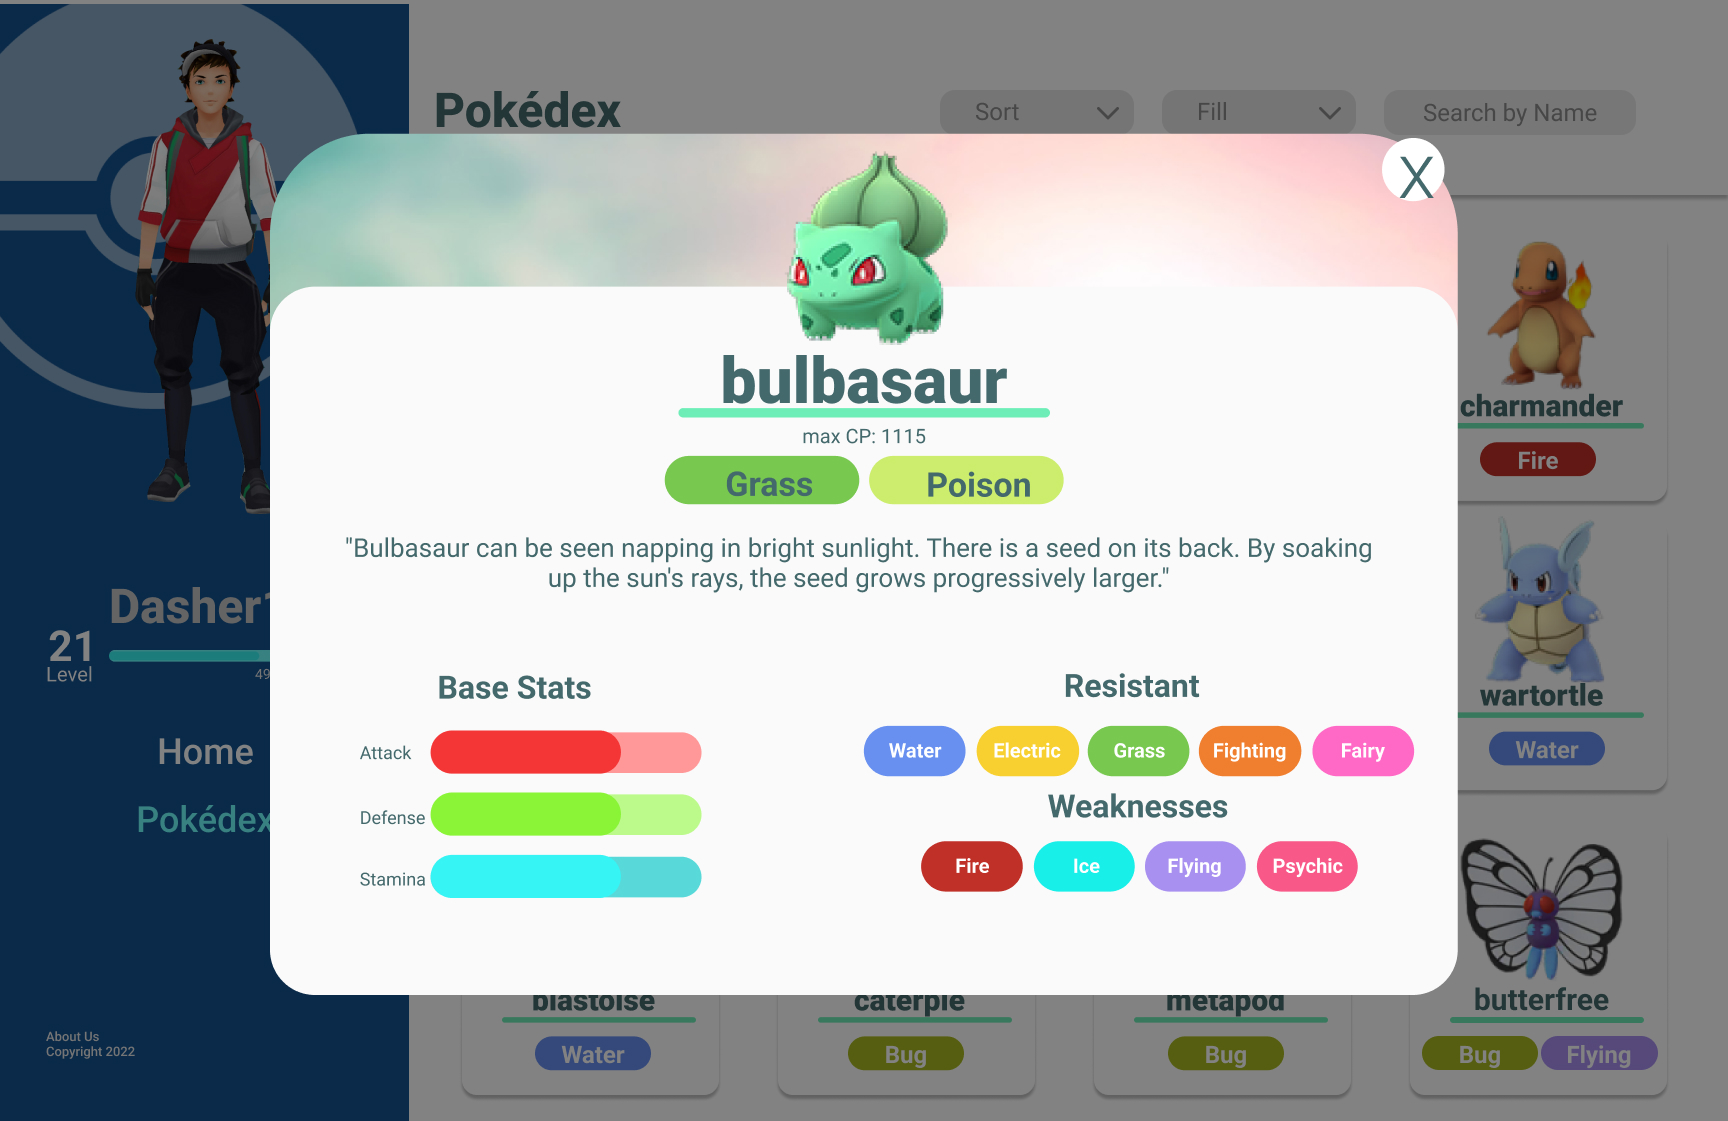 Pokédex
Sort
Fill
Search by Name
X
bulbasaur
max CP: 1115
Grass
Poison
"Bulbasaur can be seen napping in bright sunlight. There is a seed on its back. By soaking
up the sun's rays, the seed grows progressively larger."
Base Stats
Attack
Defense
Stamina
Resistant
Water
Electric
Grass
Fighting
Fairy
Weaknesses
Fire
Ice
Flying
Psychic
21
Level
Home
Pokédex
About Us
Copyright 2022
charmander
Fire
wartortle
Water
blastoise
Water
caterpie
Bug
metapod
Bug
butterfree
Bug
Flying